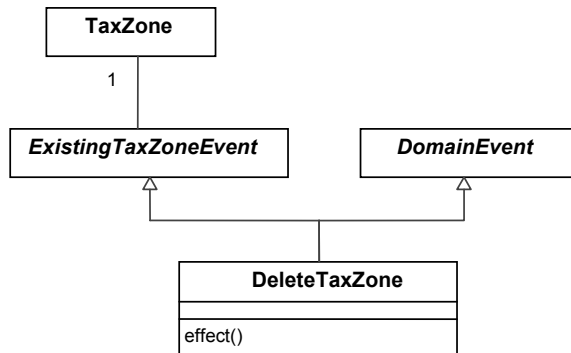 TaxZone
1
ExistingTaxZoneEvent
DomainEvent
DeleteTaxZone
effect()